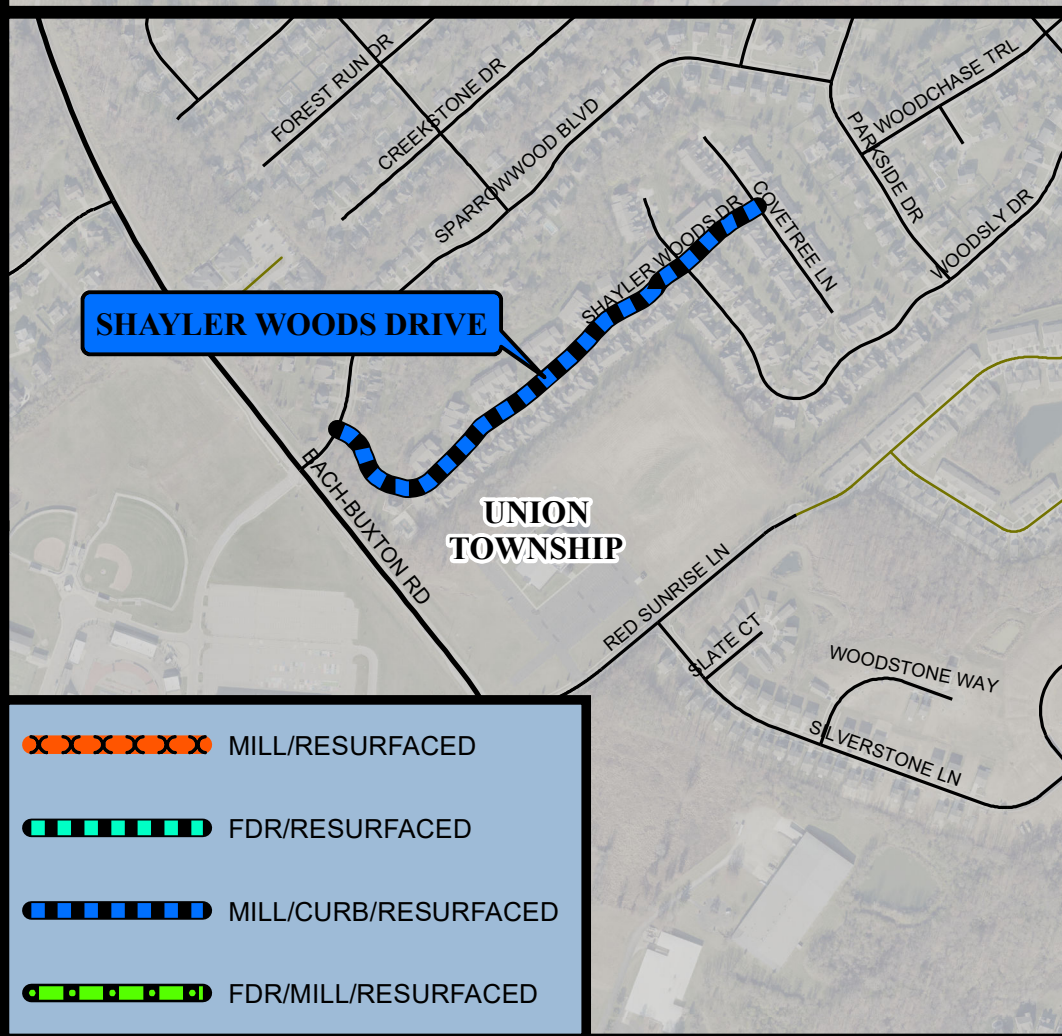 FOREST RUN DR
CREEKSTONE DR
SPARROWWOOD BLVD
WOODCHASE TRL
PARKSIDE DR
WOODSLY DR
COVETREE LN
SHAYLER WOODS DR
SHAYLER WOODS DRIVE
BACH-BUXTON RD
UNION
TOWNSHIP
RED SUNRISE LN
SLATE CT
WOODSTONE WAY
SILVERSTONE LN
MILL/RESURFACED
FDR/RESURFACED
MILL/CURB/RESURFACED
FDR/MILL/RESURFACED